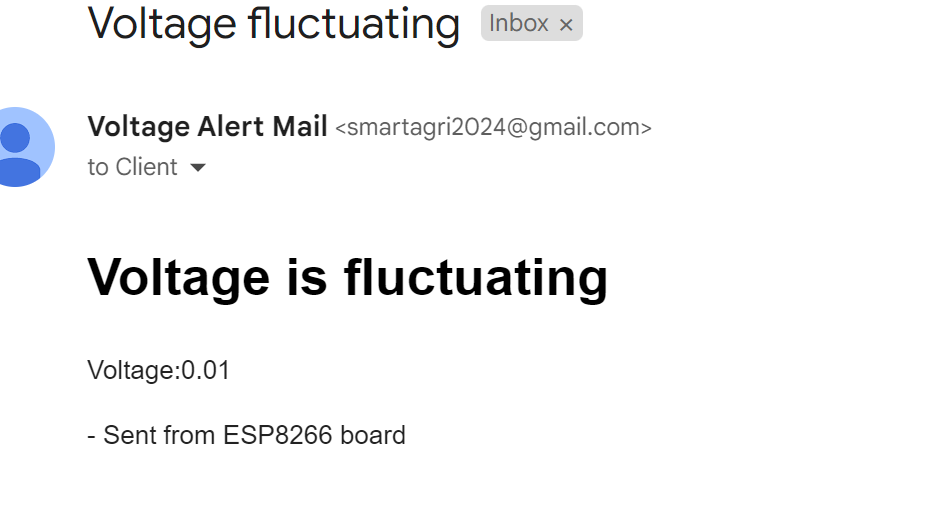 Voltage fluctuating Inbox ×
Voltage Alert Mail <smartagri2024@gmail.com>
to Client
Voltage is fluctuating
Voltage:0.01
- Sent from ESP8266 board